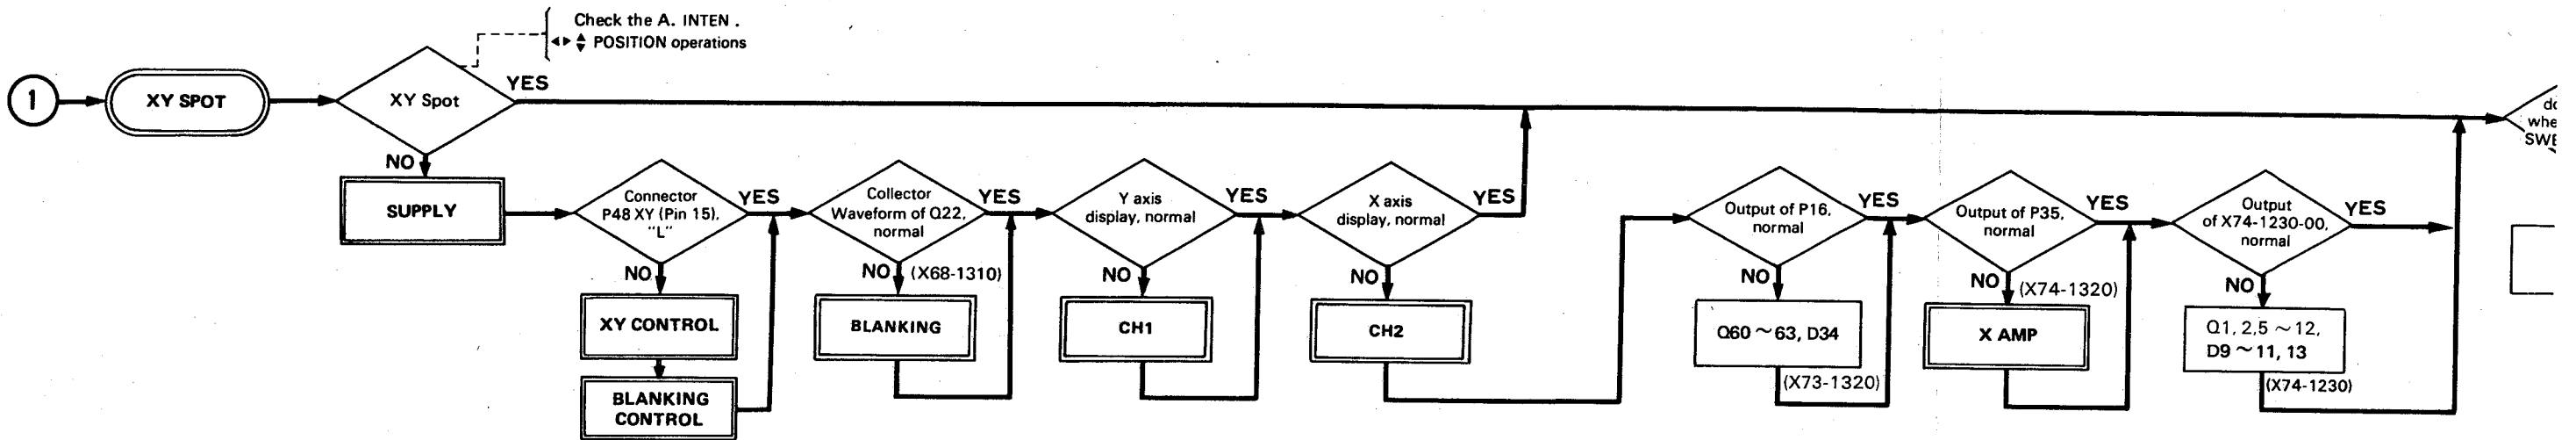 Check the A. INTEN .
◄► ▲▼ POSITION operations
1
XY SPOT
XY Spot
YES
NO
SUPPLY
Connector
P48 XY (Pin 15),
"L"
YES
NO
XY CONTROL
BLANKING
CONTROL
Collector
Waveform of Q22,
normal
YES
NO
(X68-1310)
BLANKING
Y axis
display, normal
YES
NO
CH1
X axis
display, normal
YES
NO
CH2
Output of P16,
normal
YES
NO
Q60 ~ 63, D34
(X73-1320)
Output of P35,
normal
YES
NO
(X74-1320)
X AMP
Output
of X74-1230-00,
normal
YES
NO
Q1, 2,5 ~ 12,
D9 ~ 11, 13
(X74-1230)